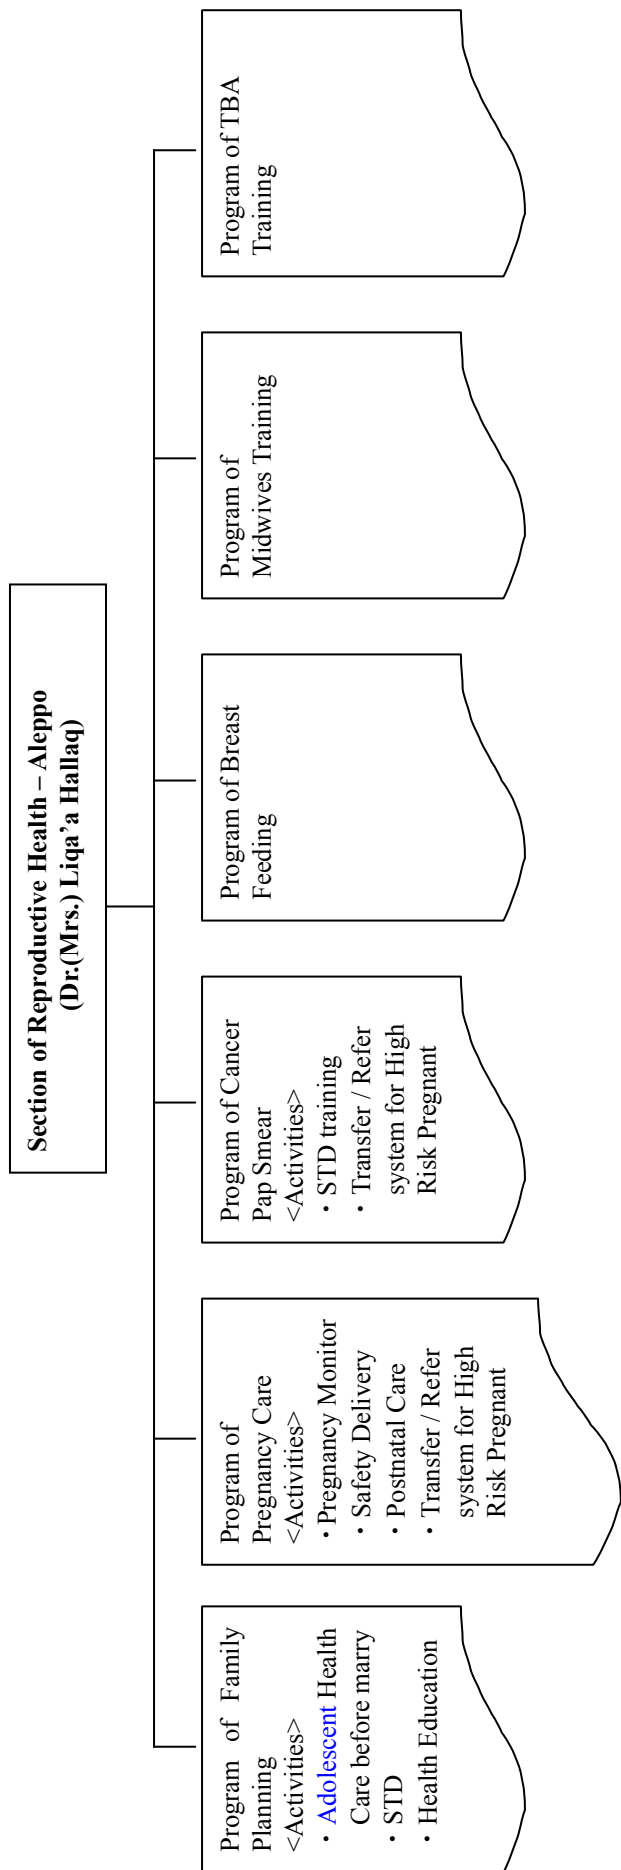 Section of Reproductive Health – Aleppo
(Dr.(Mrs.) Liqa’a Hallaq)
Program of Family
Planning
<Activities>
・Adolescent Health
Care before marry
・STD
・Health Education
Program of
Pregnancy Care
<Activities>
・Pregnancy Monitor
・Safety Delivery
・Postnatal Care
・Transfer / Refer
system for High
Risk Pregnant
Program of Cancer
Pap Smear
<Activities>
・STD training
・Transfer / Refer
system for High
Risk Pregnant
Program of Breast
Feeding
Program of
Midwives Training
Program of TBA
Training